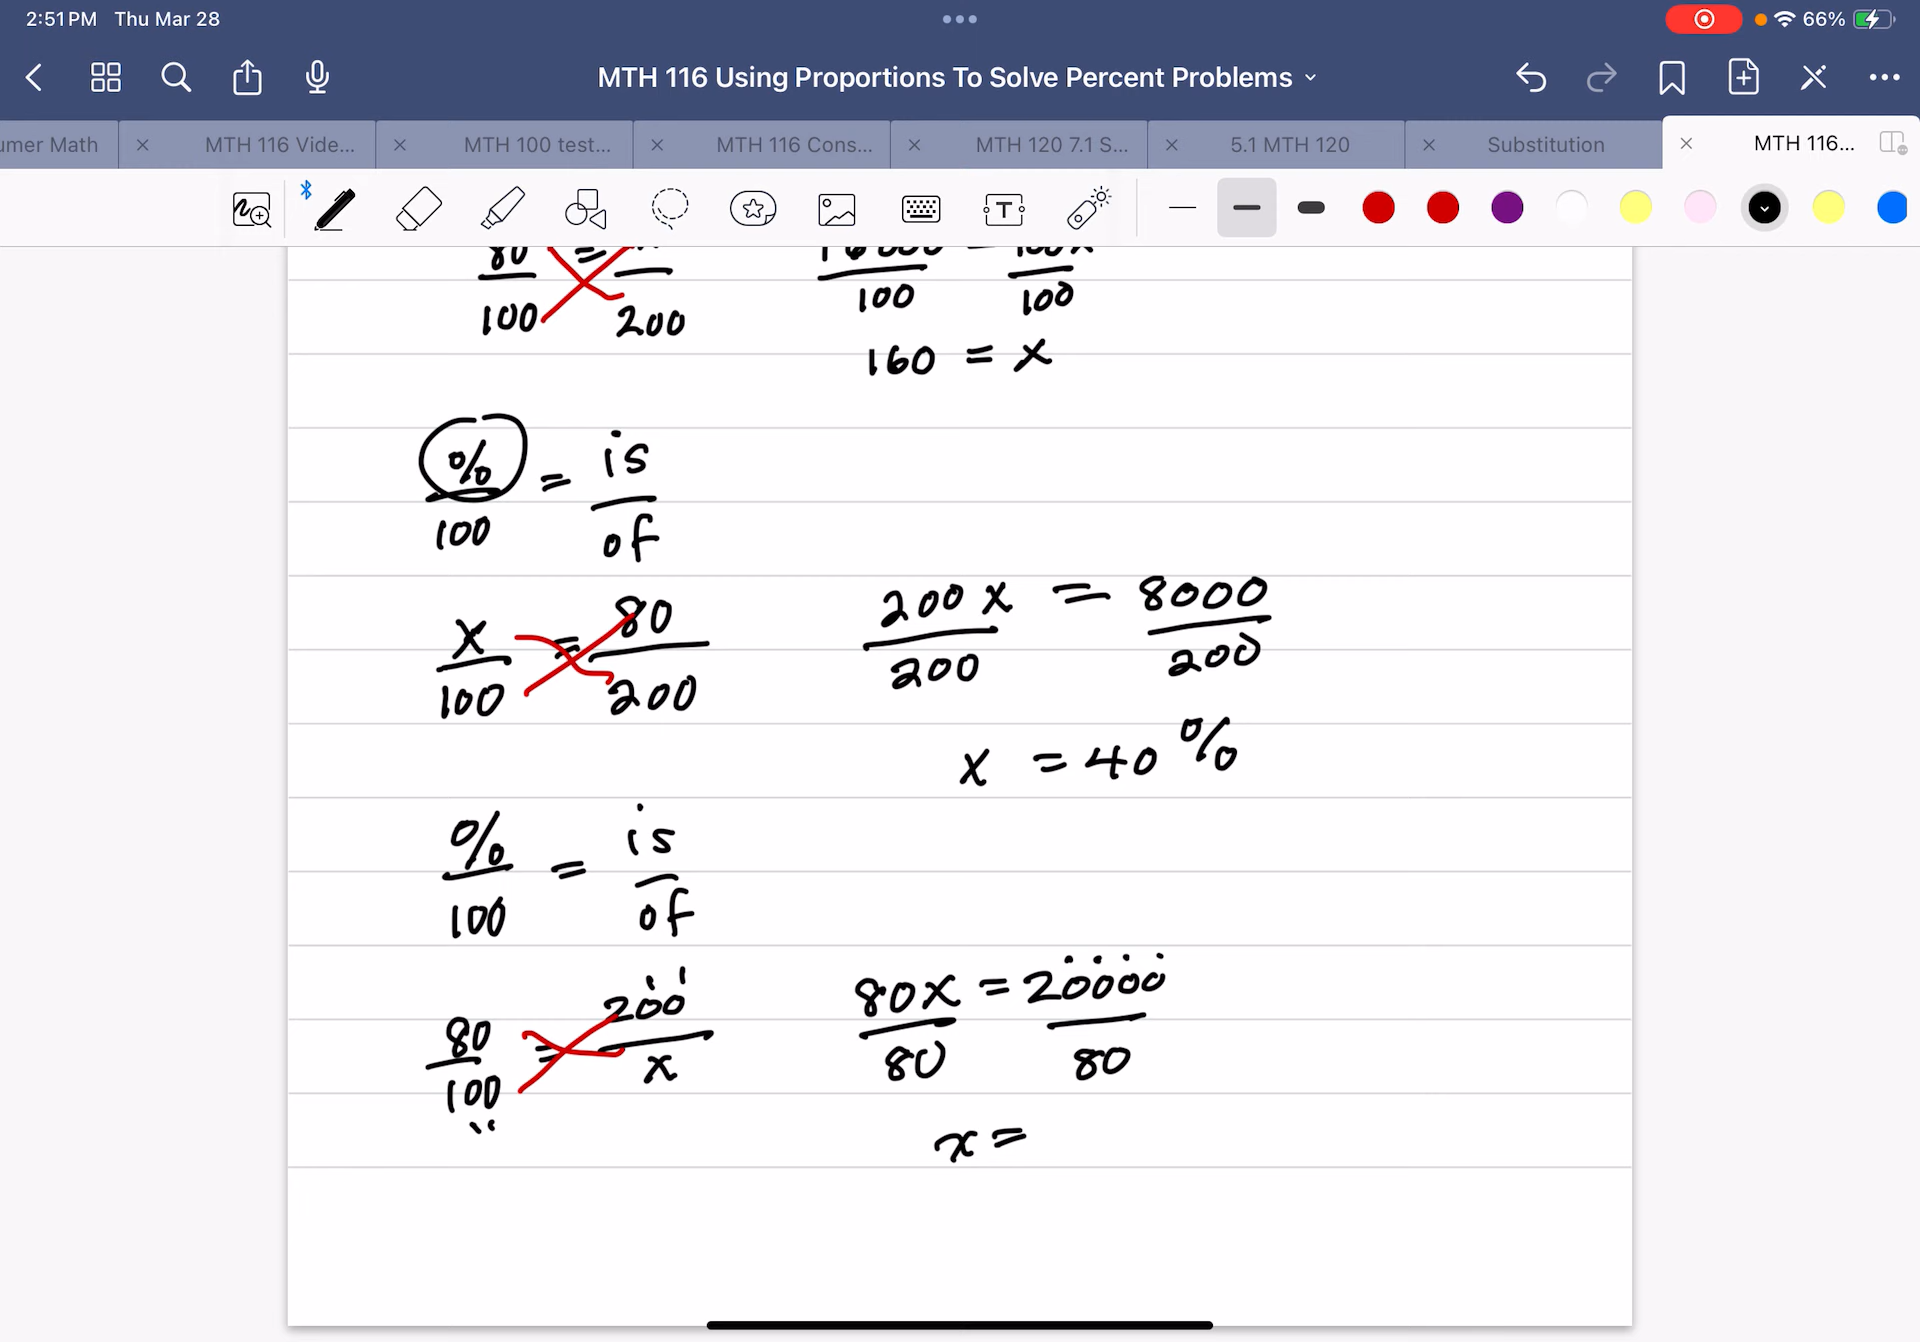 2:51 PM Thu Mar 28
66%
MTH 116 Using Proportions To Solve Percent Problems
umer Math
MTH 116 Vide...
MTH 100 test...
MTH 116 Cons...
MTH 120 7.1 S...
5.1 MTH 120
Substitution
MTH 116...
80/100 = /200
16000/100 = 100x/100
160 = x
%/100 = is/of
x/100 = 80/200
200x/200 = 8000/200
x = 40%
%/100 = is/of
80/100 = 200/x
80x/80 = 20000/80
x =